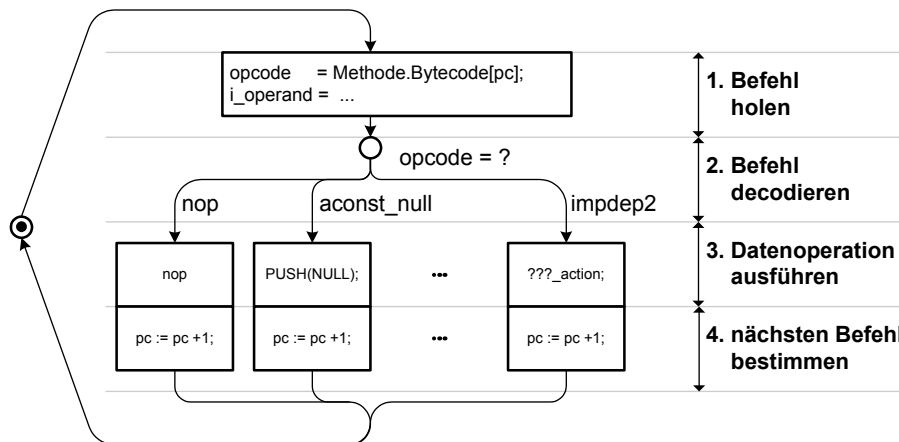 opcode = Methode.Bytecode[pc];
i_operand = ...
1. Befehl
holen
opcode = ?
2. Befehl
decodieren
nop
aconst_null
impdep2
nop
PUSH(NULL);
...
???_action;
3. Datenoperation
ausführen
pc := pc +1;
pc := pc +1;
...
pc := pc +1;
4. nächsten Befehl
bestimmen